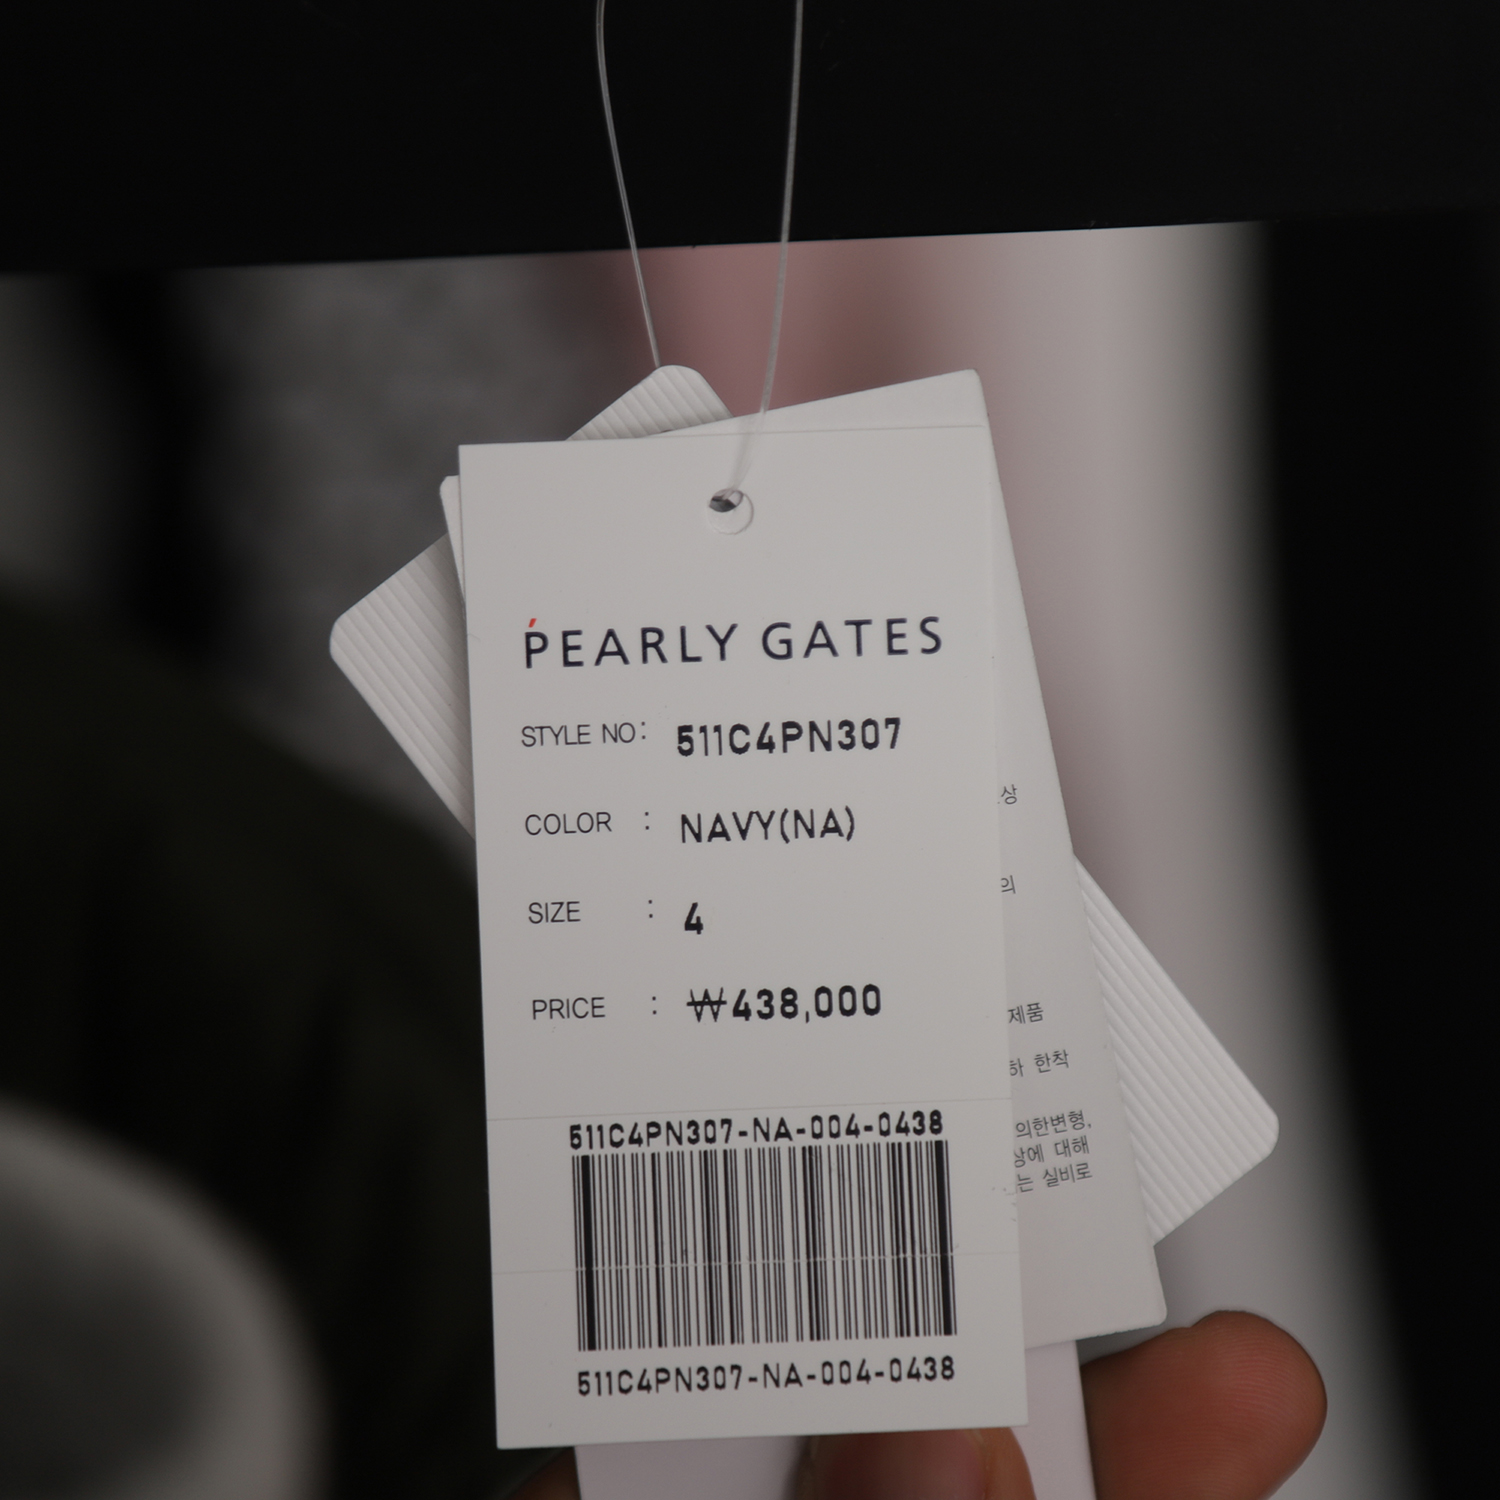 PEARLY GATES
STYLE NO: 511C4PN307
COLOR : NAVY(NA)
SIZE : 4
PRICE : ₩438,000
511C4PN307-NA-004-0438
511C4PN307-NA-004-0438
상
의
제품
하 한착
의한변형,
상에 대해
는 실비로